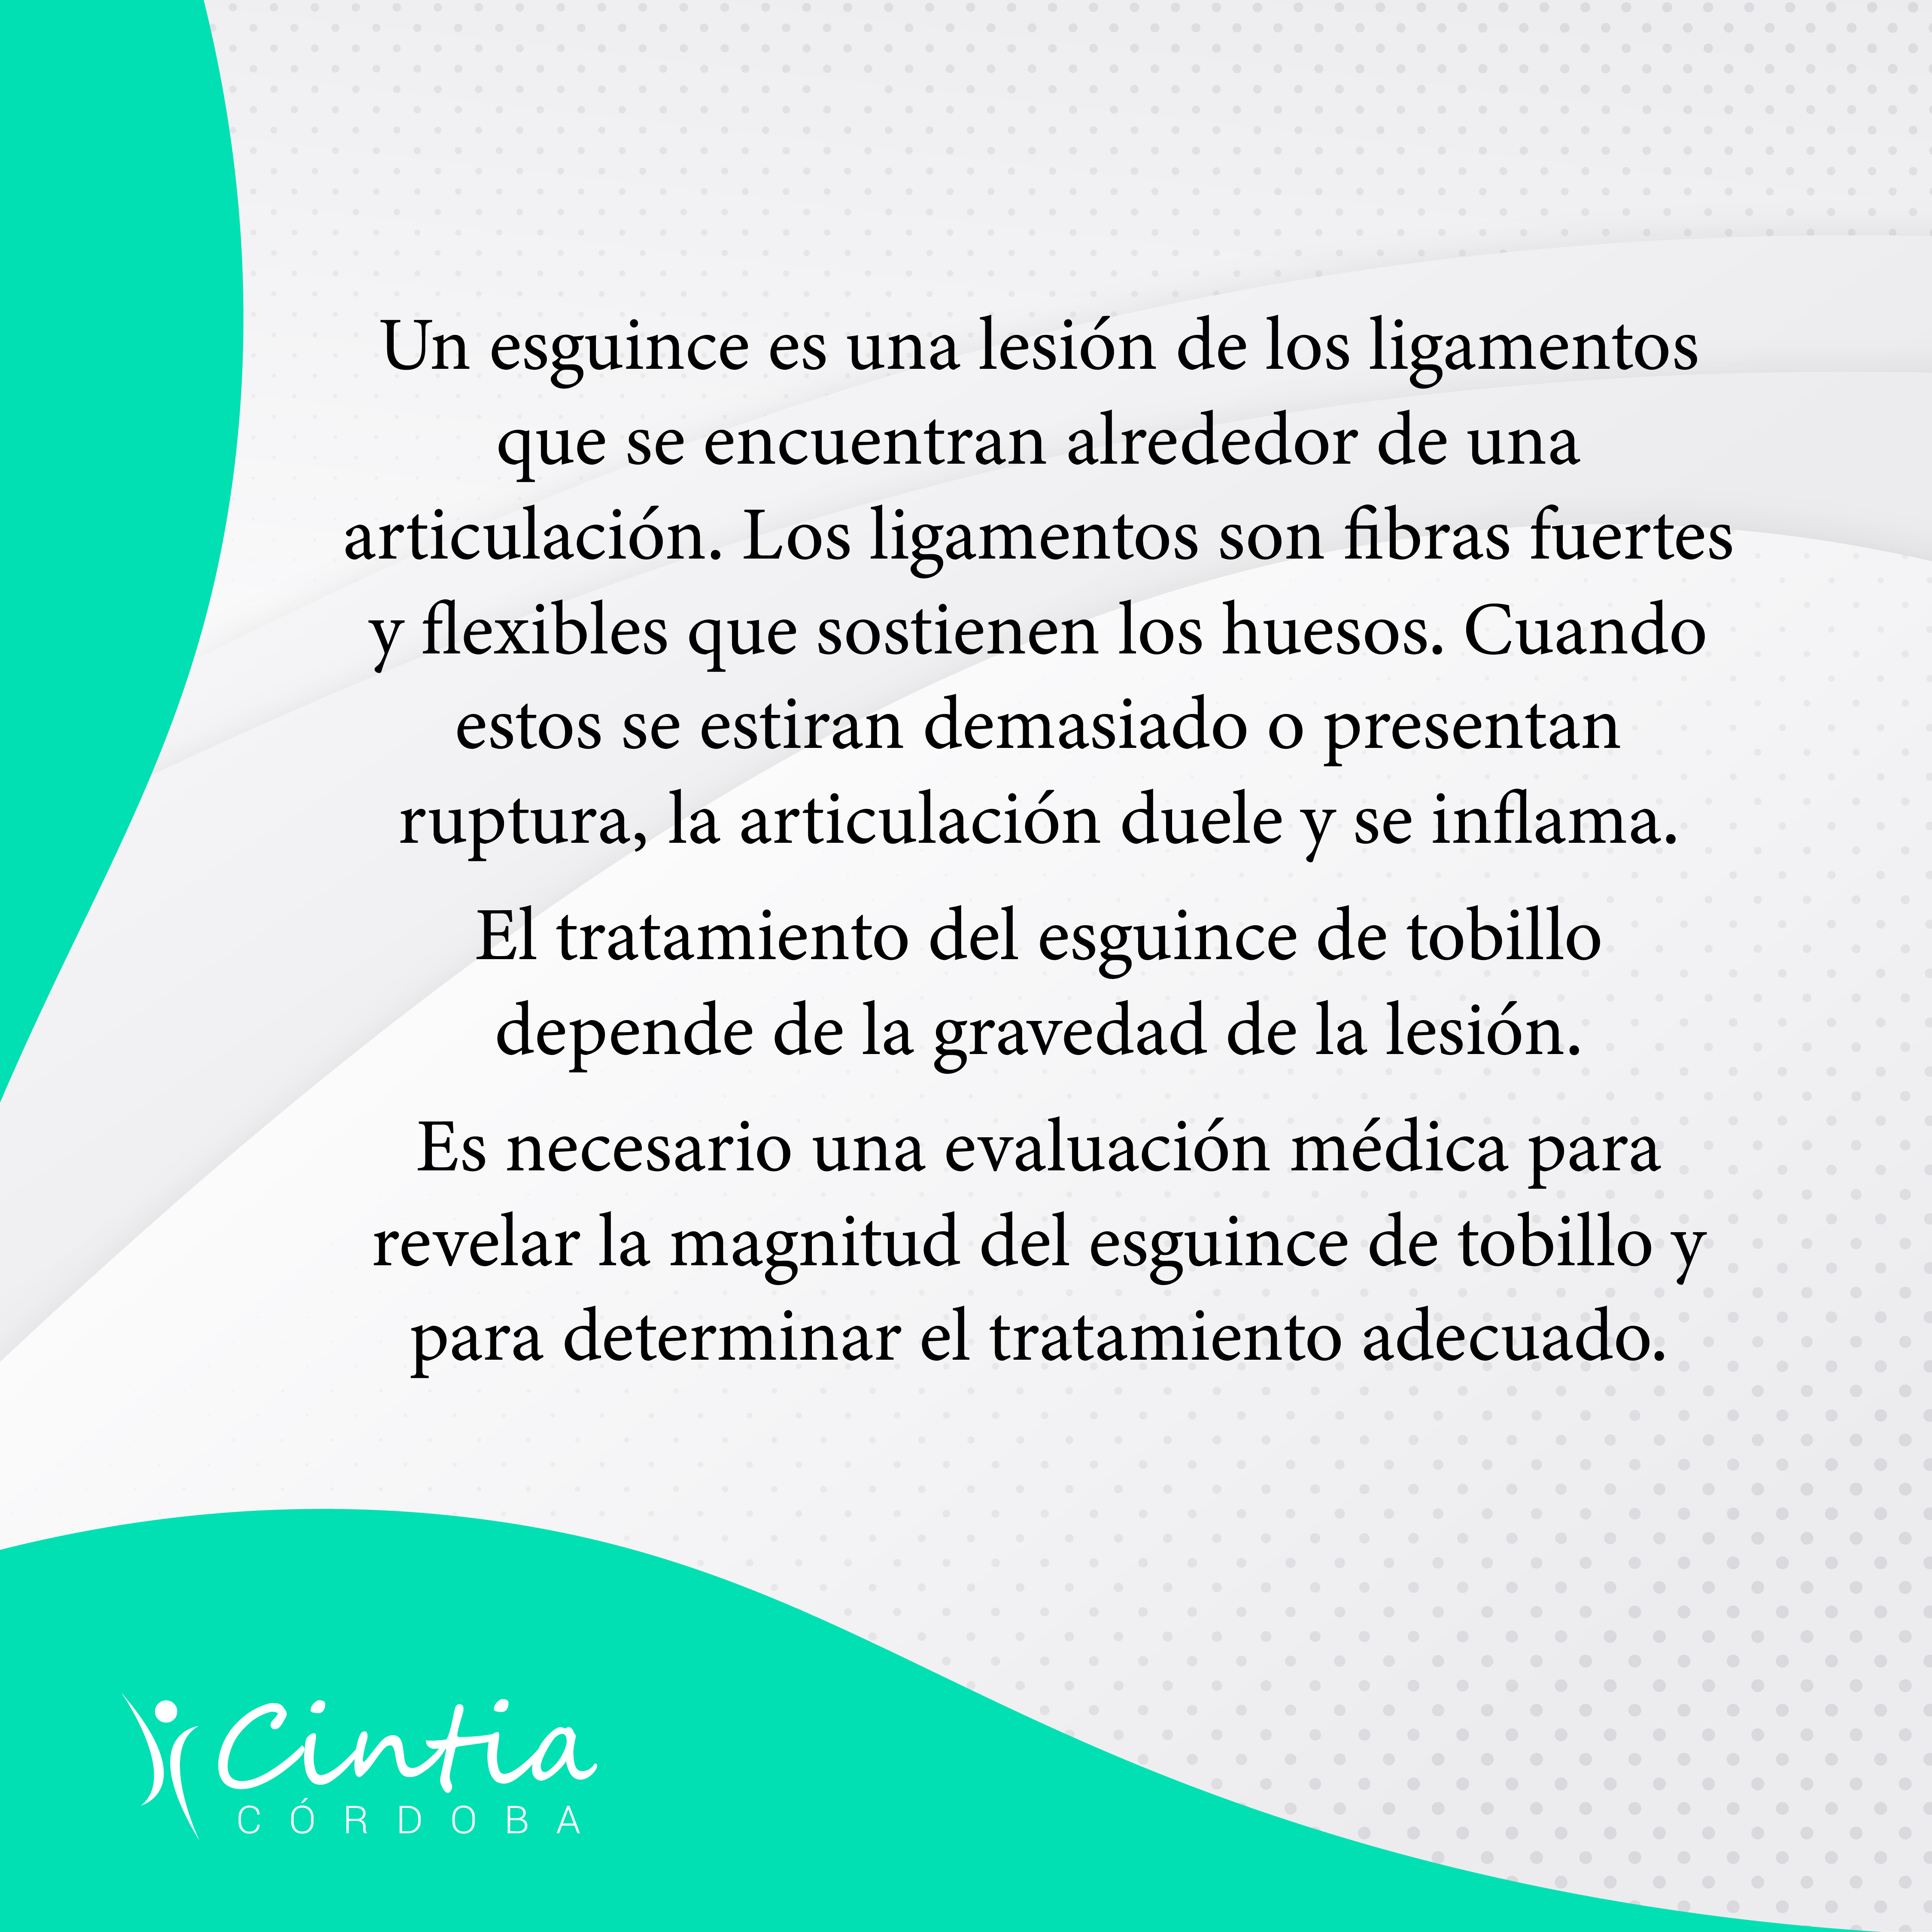 Un esguince es una lesión de los ligamentos
que se encuentran alrededor de una
articulación. Los ligamentos son fibras fuertes
y flexibles que sostienen los huesos. Cuando
estos se estiran demasiado o presentan
ruptura, la articulación duele y se inflama.
El tratamiento del esguince de tobillo
depende de la gravedad de la lesión.
Es necesario una evaluación médica para
revelar la magnitud del esguince de tobillo y
para determinar el tratamiento adecuado.
Cintia
CÓRDOBA